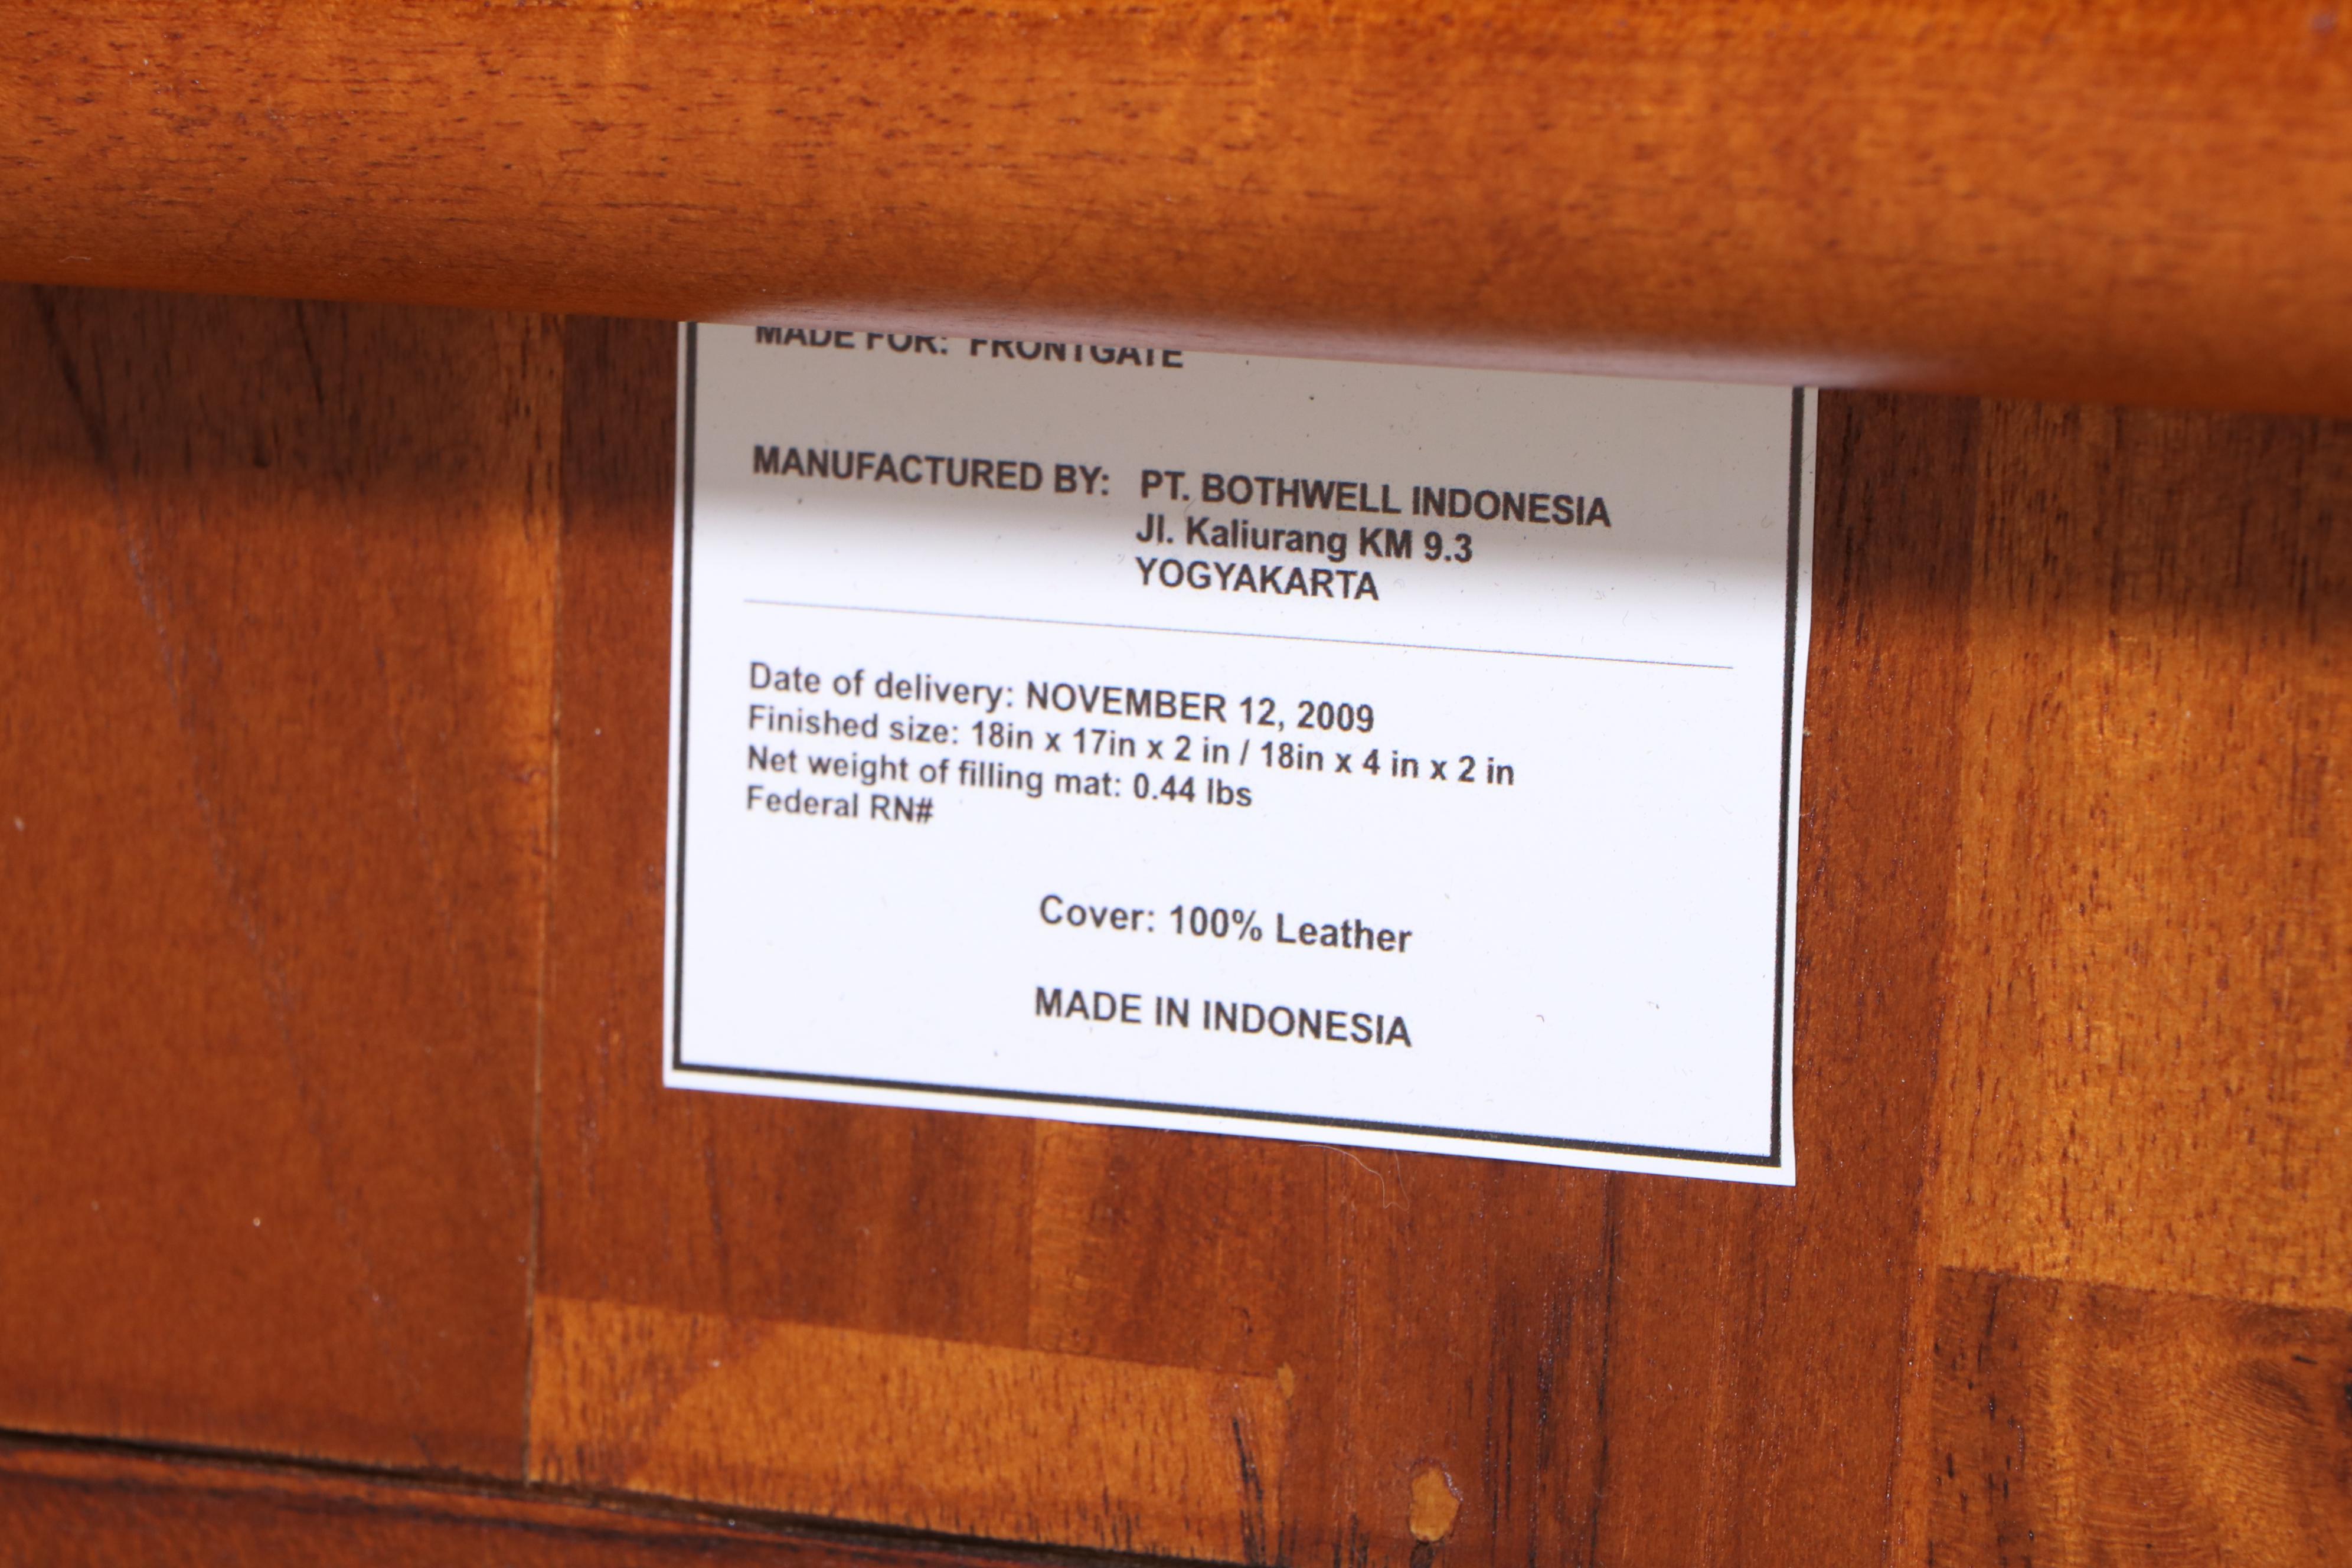 MADE FOR: FRONTGATE
MANUFACTURED BY: PT. BOTHWELL INDONESIA
Jl. Kaliurang KM 9.3
YOGYAKARTA
Date of delivery: NOVEMBER 12, 2009
Finished size: 18in x 17in x 2 in / 18in x 4 in x 2 in
Net weight of filling mat: 0.44 lbs
Federal RN#
Cover: 100% Leather
MADE IN INDONESIA